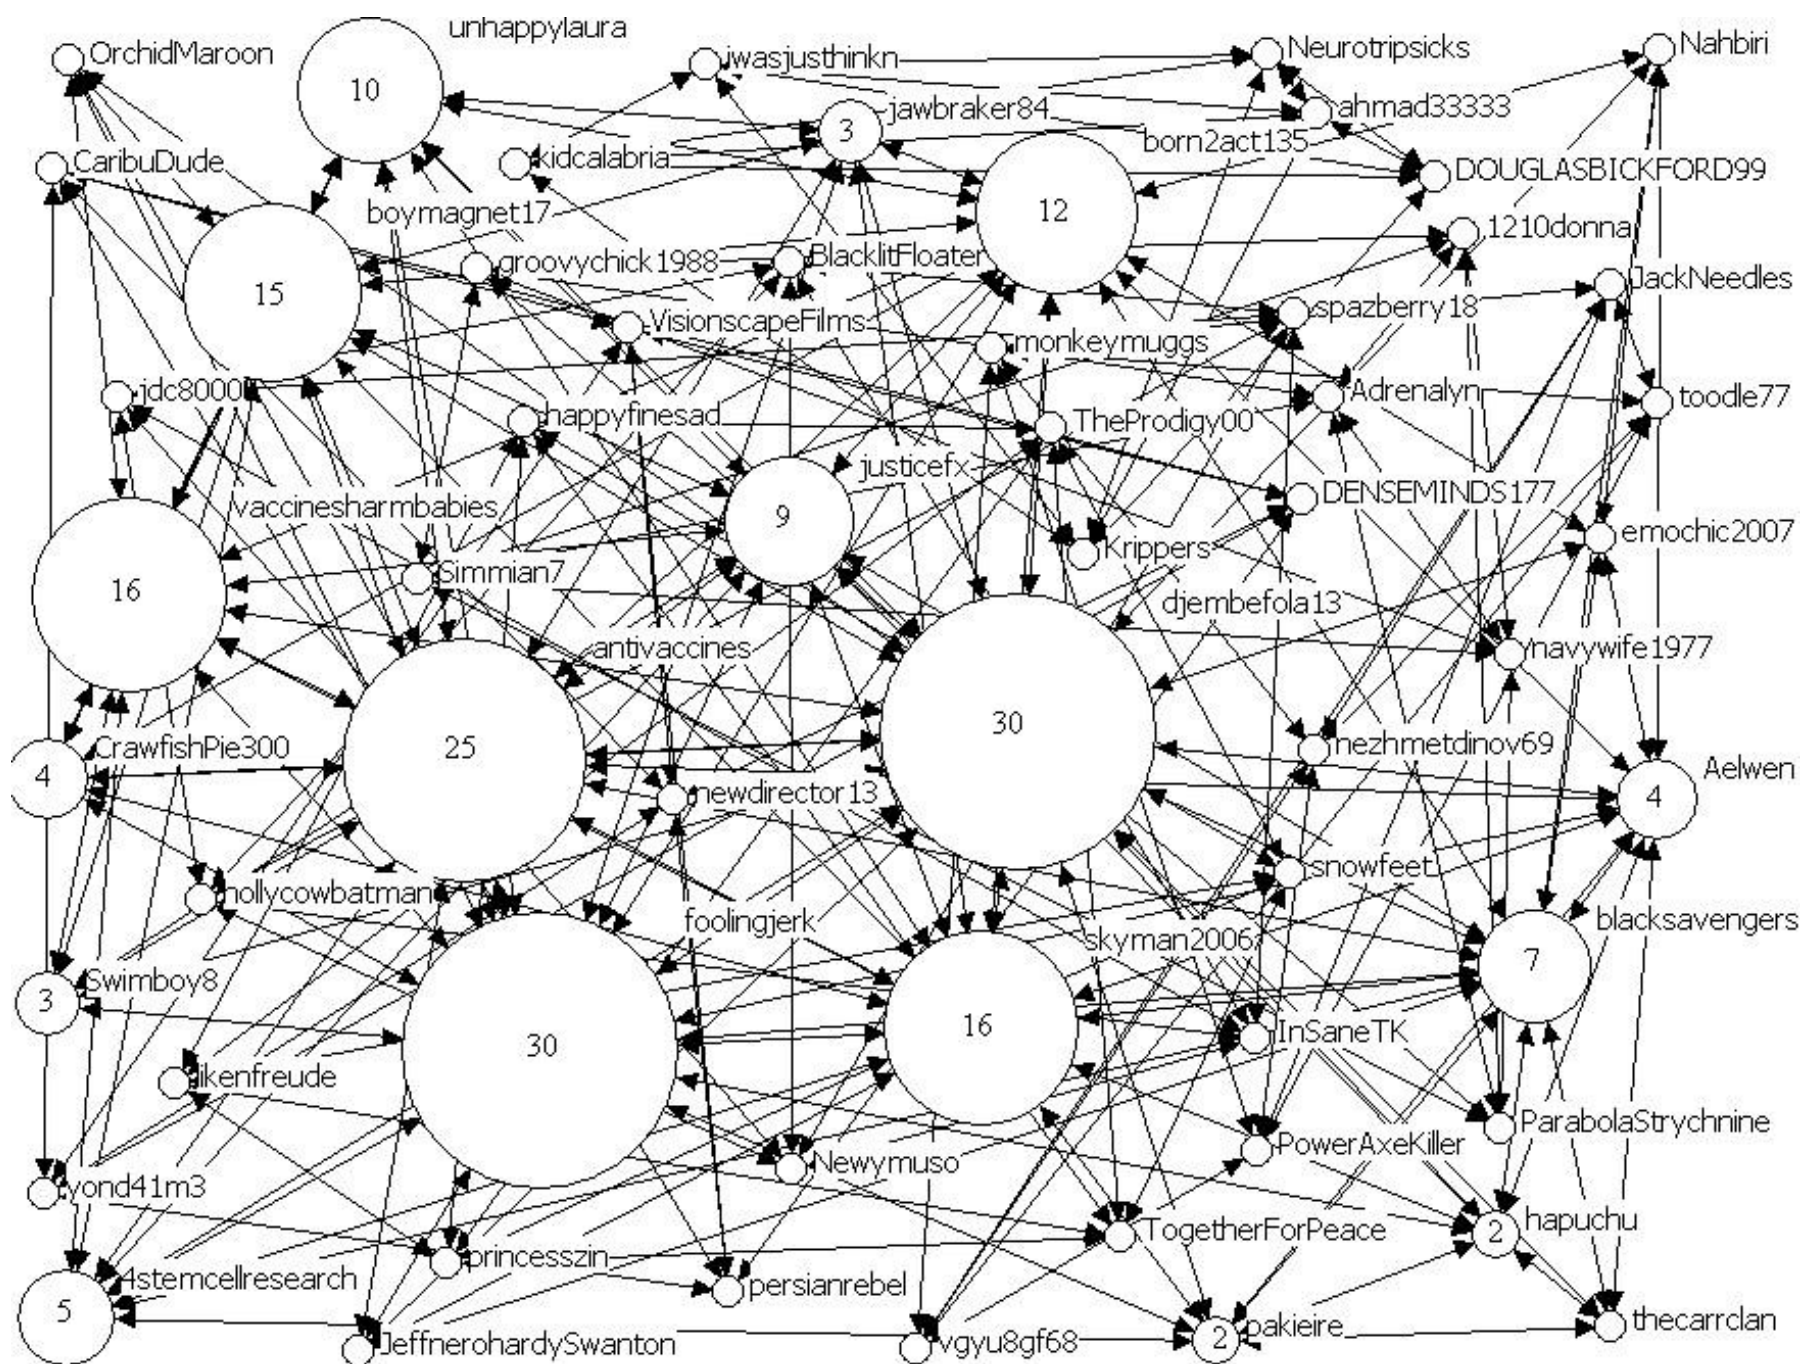 unhappylaura
OrchidMaroon
iwasjusthinkn
Neurotripsicks
Nahbiri
10
jawbraker84
ahmad33333
3
born2act135
kidcalabria
CaribuDude
DOUGLASBICKFORD99
boymagnet17
12
1210donna
groovychick1988
BlacklitFloater
JackNeedles
15
spazberry18
VisionscapeFilms
monkeymuggs
jdc8000
Adrenalyn
toodle77
happyfinesad
TheProdigy00
justicefx
DENSEMINDS177
vaccinesharmbabies
9
emochic2007
Krippers
Simmian7
16
djembefola13
antivaccines
navywife1977
30
CrawfishPie300
25
nezhmetdinov69
Aelwen
4
newdirector13
4
snowfeet
hollycowbatman
foolingjerk
blacksavengers
skyman2006
7
Swimboy8
3
16
InSaneTK
30
ikenfreude
ParabolaStrychnine
PowerAxeKiller
Newymuso
yond41m3
hapuchu
TogetherForPeace
2
princesszin
4stemcellresearch
persianrebel
5
thecarrclan
pakieire
2
JeffnerohardySwanton
vgyu8gf68